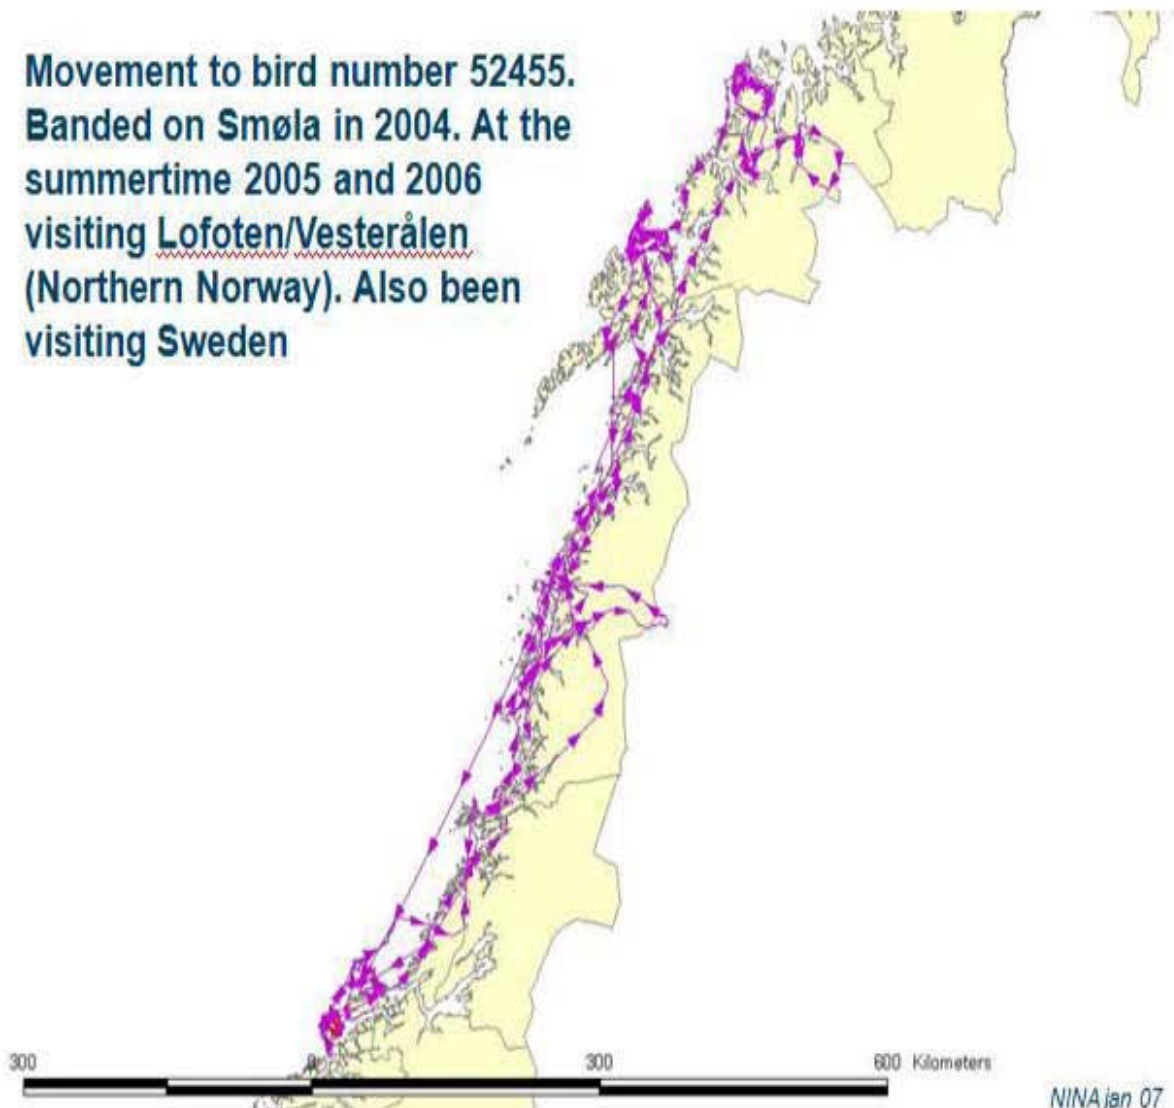 Movement to bird number 52455.
Banded on Smøla in 2004. At the
summertime 2005 and 2006
visiting Lofoten/Vesterålen
(Northern Norway). Also been
visiting Sweden
300 0 300 600 Kilometers
NINA jan 07